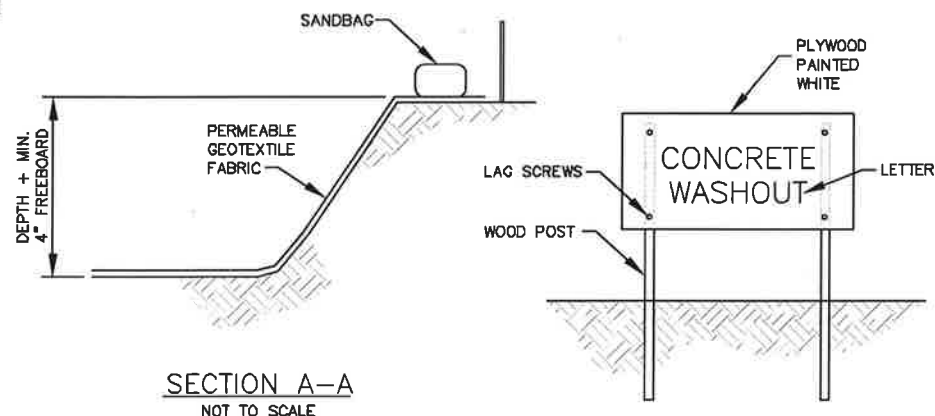 SANDBAG
PLYWOOD
PAINTED
WHITE
PERMEABLE
GEOTEXTILE
FABRIC
DEPTH + MIN.
4" FREEBOARD
LAG SCREWS
CONCRETE
WASHOUT
LETTER
WOOD POST
SECTION A-A
NOT TO SCALE